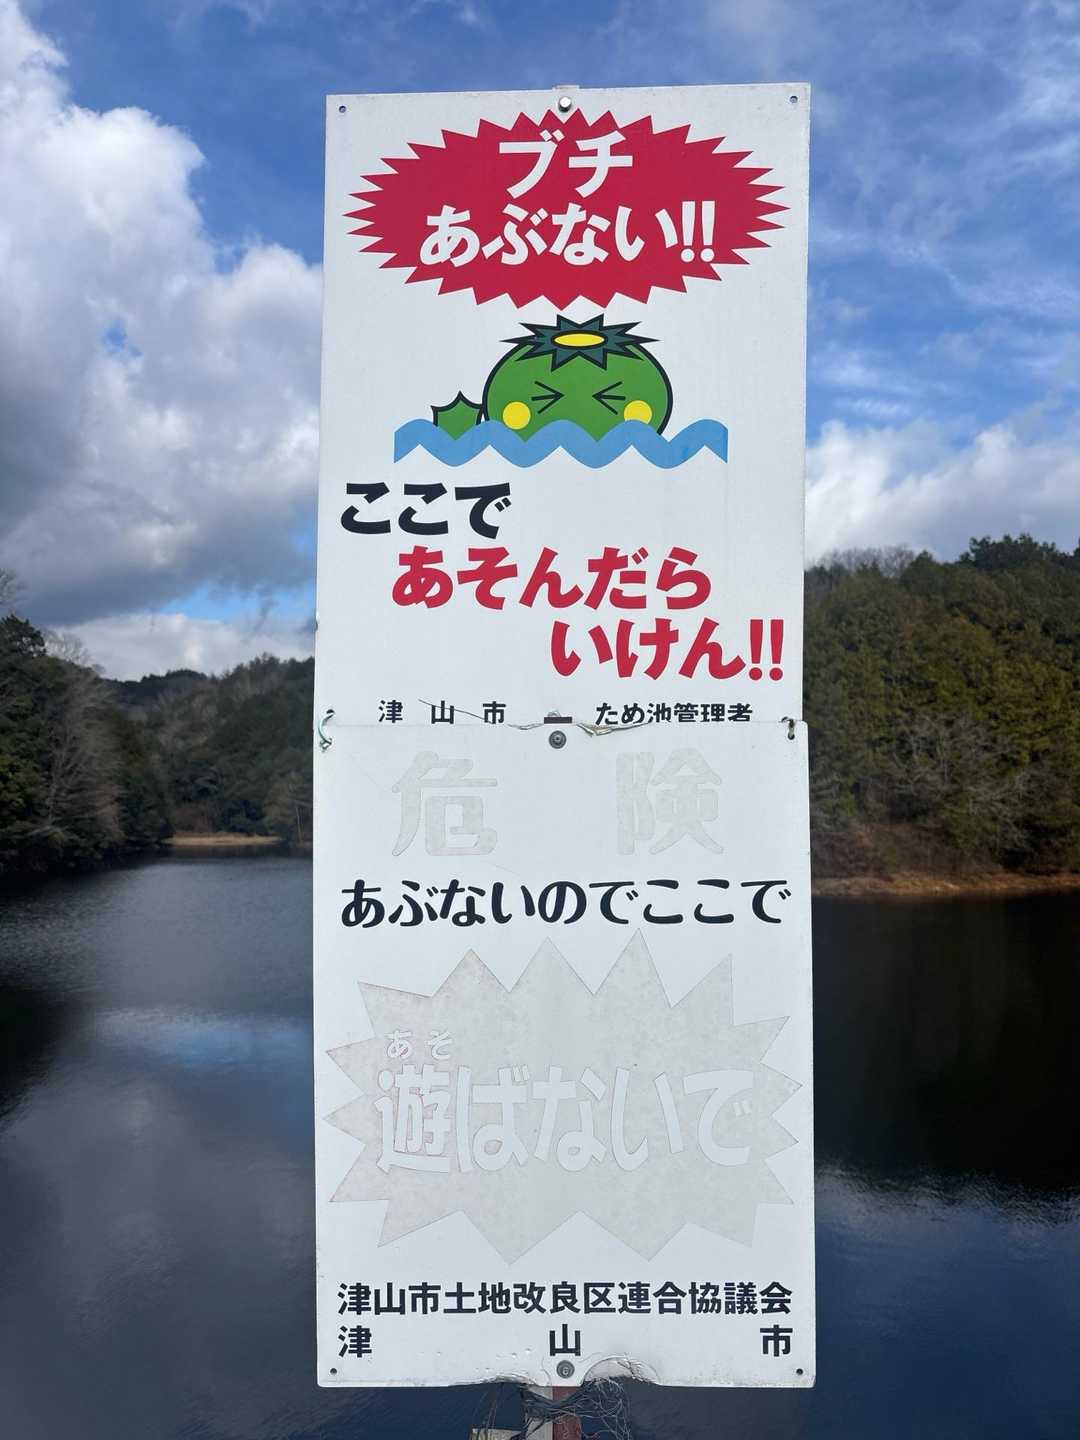 ブチ
あぶない!!
ここで
あそんだら
いけん!!
津山市 ため池管理者
危険
あぶないのでここで
あそ
遊ばないで
津山市土地改良区連合協議会
津山市